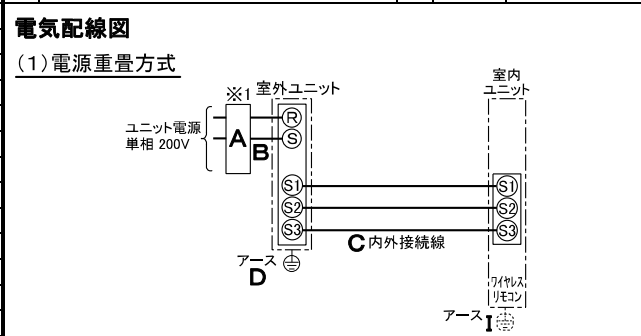 電気配線図
(1)電源重畳方式
※1
室外ユニット
室内
ユニット
ユニット電源
単相 200V
A
B
R
S
S1
S2
S3
S1
S2
S3
C 内外接続線
アース
D
ワイヤレス
リモコン
アース I